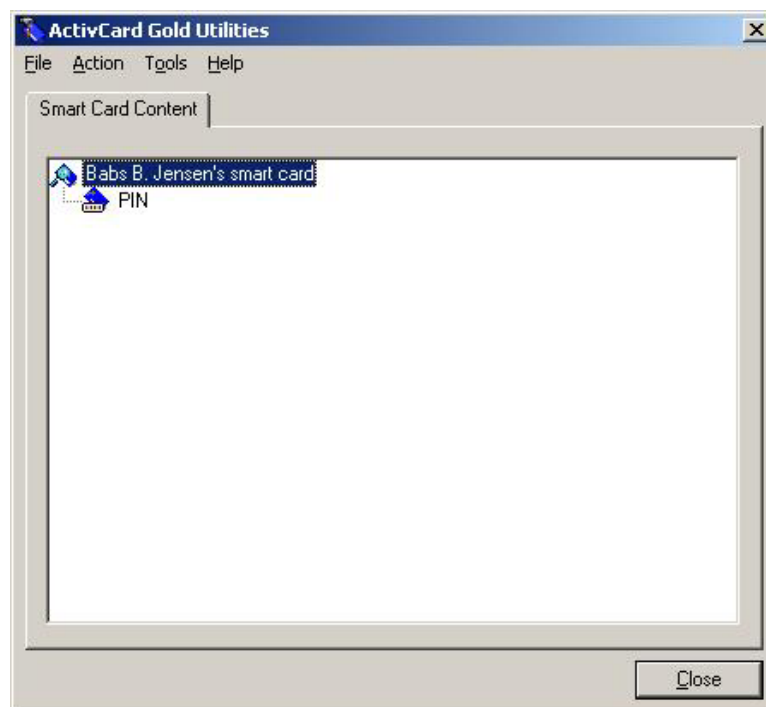 ActivCard Gold Utilities
File Action Tools Help
Smart Card Content
Babs B. Jensen's smart card
PIN
Close